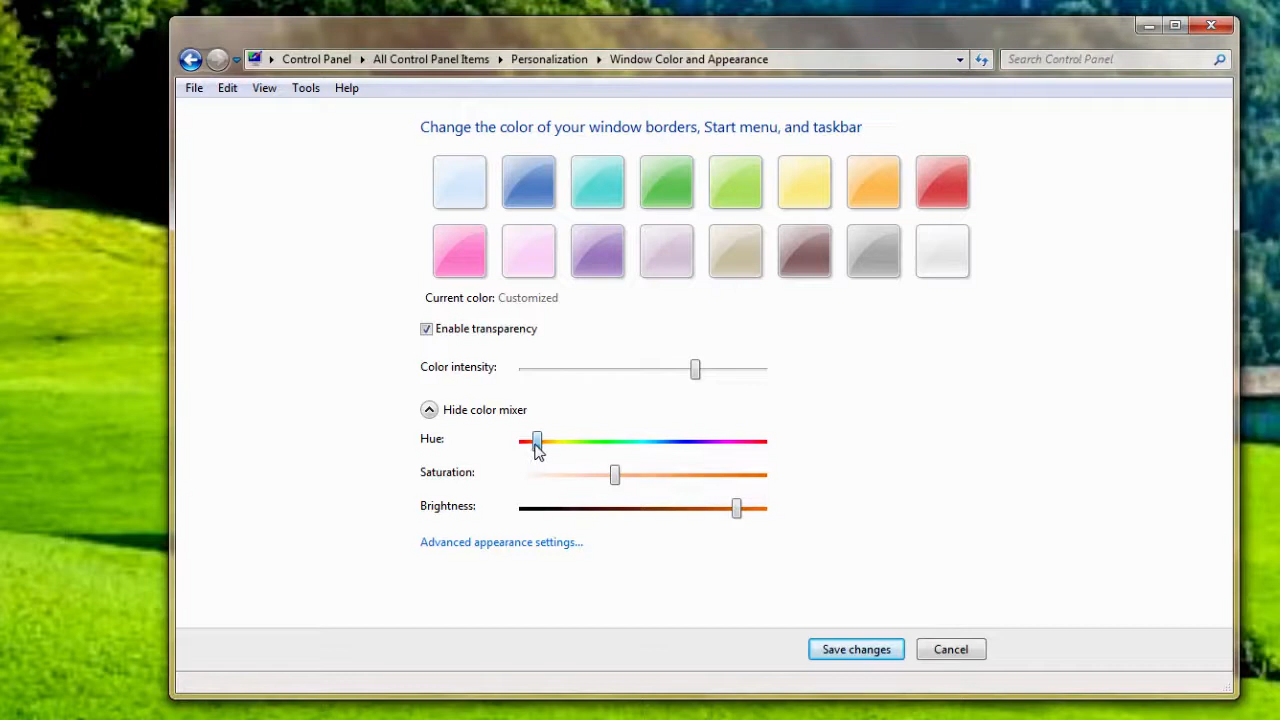 Control Panel All Control Panel Items Personalization Window Color and Appearance Search Control Panel
File Edit View Tools Help
Change the color of your window borders, Start menu, and taskbar
Current color: Customized
Enable transparency
Color intensity:
Hide color mixer
Hue:
Saturation:
Brightness:
Advanced appearance settings...
Save changes Cancel